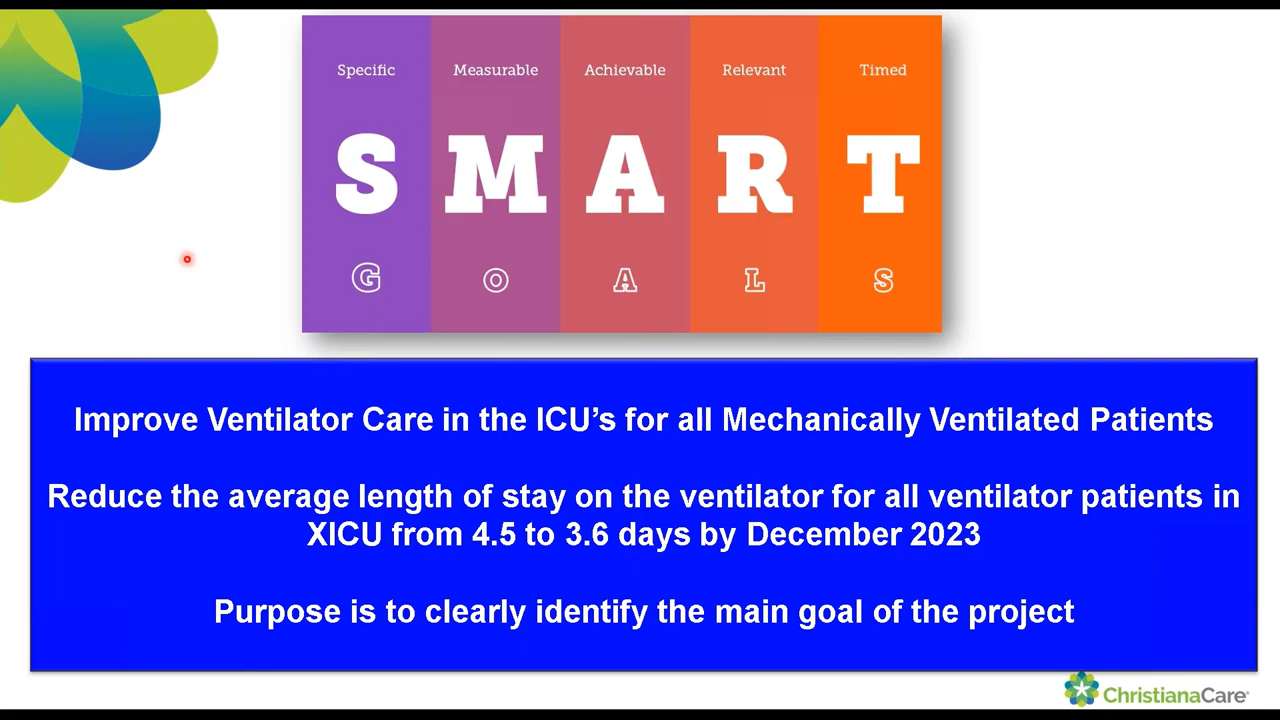 Specific Measurable Achievable Relevant Timed
S M A R T
G O A L S
Improve Ventilator Care in the ICU’s for all Mechanically Ventilated Patients
Reduce the average length of stay on the ventilator for all ventilator patients in
XICU from 4.5 to 3.6 days by December 2023
Purpose is to clearly identify the main goal of the project
ChristianaCare®